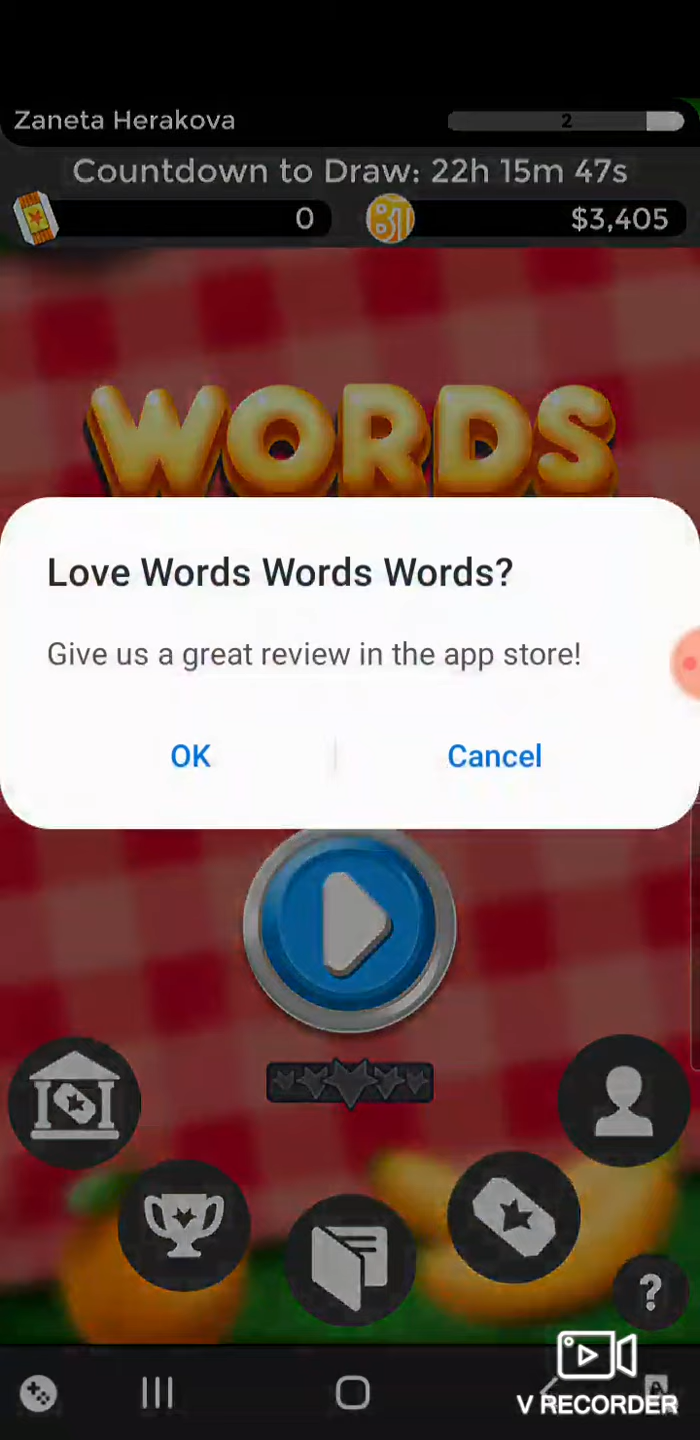 Zaneta Herakova
2
Countdown to Draw: 22h 15m 47s
0
$3,405
WORDS
Love Words Words Words?
Give us a great review in the app store!
OK
Cancel
?
V RECORDER